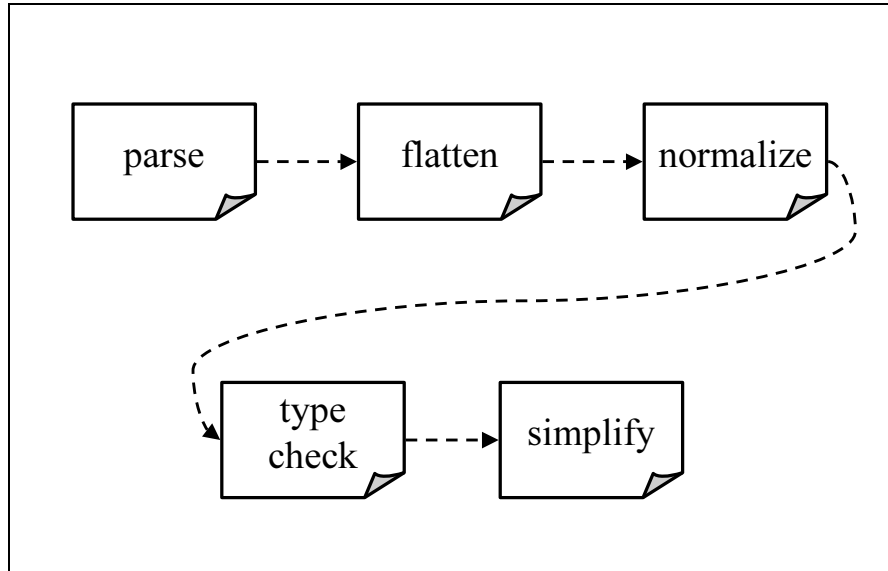 parse
flatten
normalize
type
check
simplify